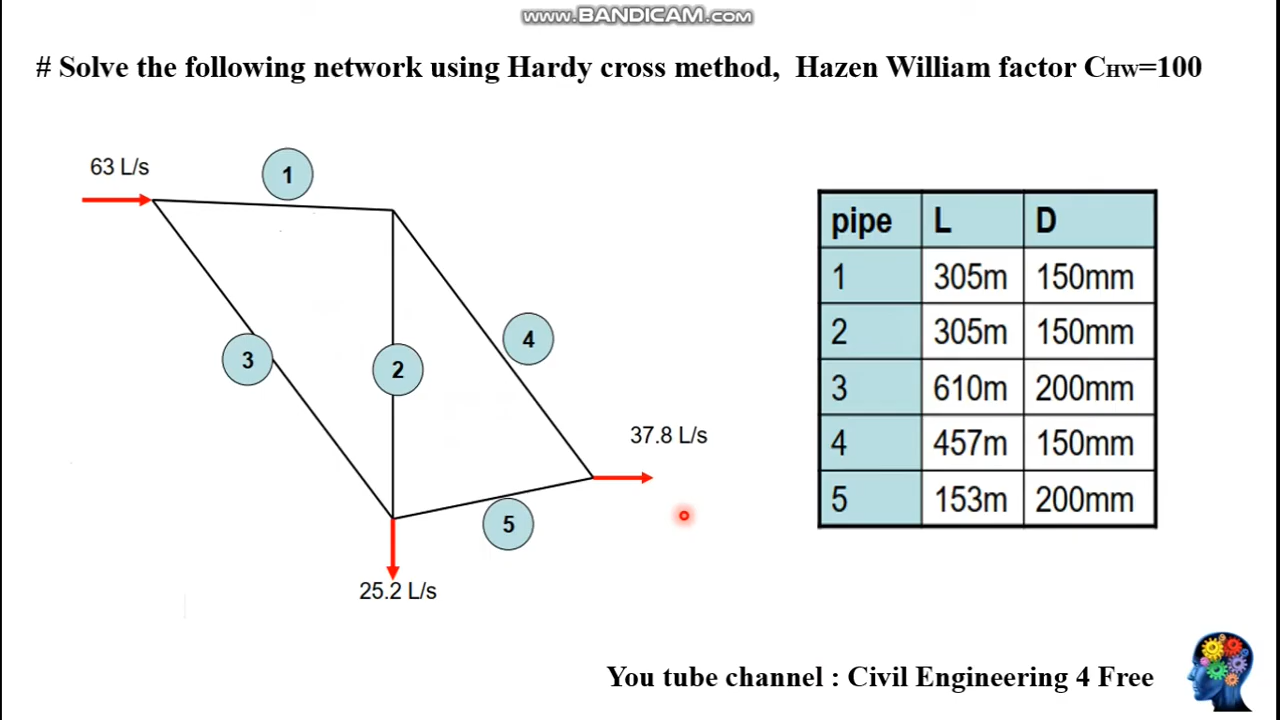 www.BANDICAM.com
# Solve the following network using Hardy cross method, Hazen William factor CHW=100
63 L/s
1
3
2
4
37.8 L/s
5
25.2 L/s
pipe L D
1 305m 150mm
2 305m 150mm
3 610m 200mm
4 457m 150mm
5 153m 200mm
You tube channel : Civil Engineering 4 Free